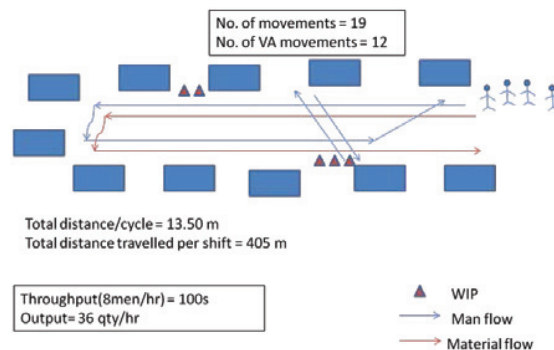 No. of movements = 19
No. of VA movements = 12
Total distance/cycle = 13.50 m
Total distance travelled per shift = 405 m
Throughput(8men/hr) = 100s
Output= 36 qty/hr
WIP
Man flow
Material flow